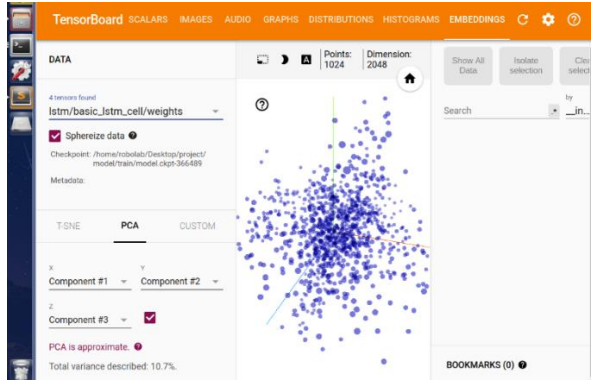 TensorBoard SCALARS IMAGES AUDIO GRAPHS DISTRIBUTIONS HISTOGRAMS EMBEDDINGS
DATA
4 tensors found
lstm/basic_lstm_cell/weights
Sphereize data
Checkpoint: /home/robolab/Desktop/project/
model/train/model.ckpt-366489
Metadata:
T-SNE PCA CUSTOM
X
Component #1
Y
Component #2
Z
Component #3
PCA is approximate.
Total variance described: 10.7%.
A
Points:
1024
Dimension:
2048
Show All
Data
Isolate
selection
Search
by
__in...
BOOKMARKS (0)